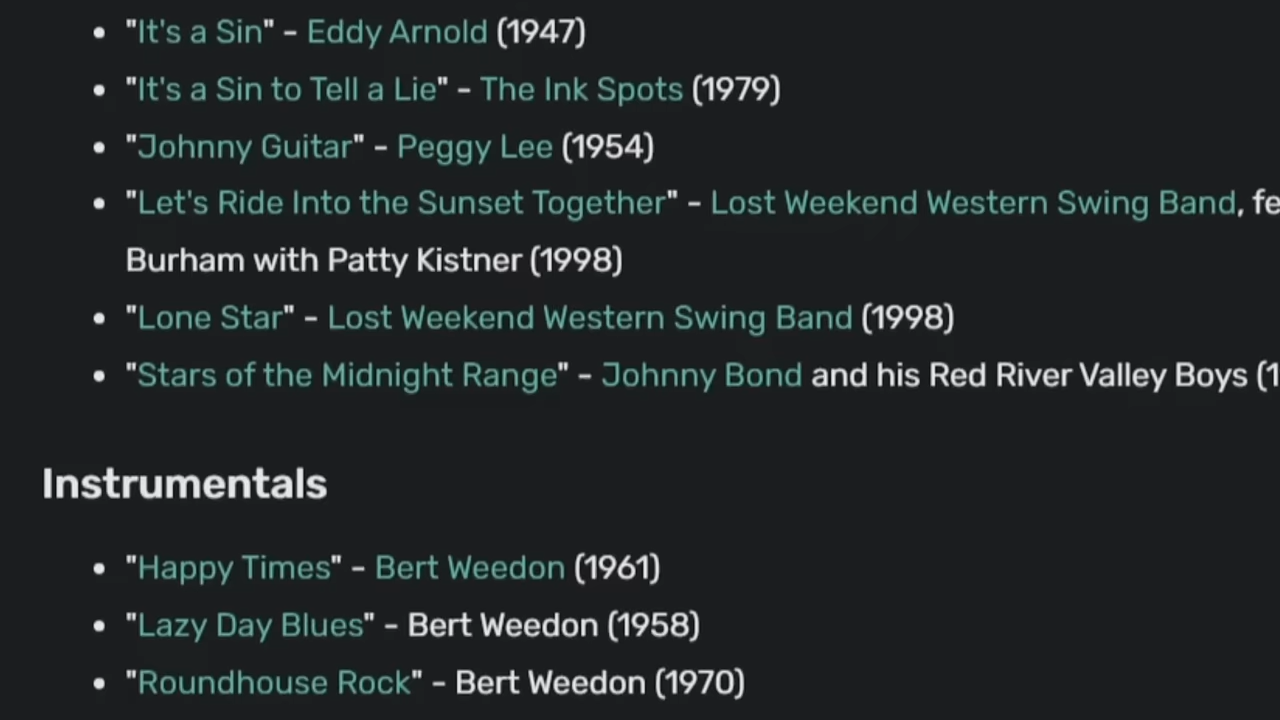 "It's a Sin" - Eddy Arnold (1947)
"It's a Sin to Tell a Lie" - The Ink Spots (1979)
"Johnny Guitar" - Peggy Lee (1954)
"Let's Ride Into the Sunset Together" - Lost Weekend Western Swing Band, fe
Burham with Patty Kistner (1998)
"Lone Star" - Lost Weekend Western Swing Band (1998)
"Stars of the Midnight Range" - Johnny Bond and his Red River Valley Boys (1
Instrumentals
"Happy Times" - Bert Weedon (1961)
"Lazy Day Blues" - Bert Weedon (1958)
"Roundhouse Rock" - Bert Weedon (1970)